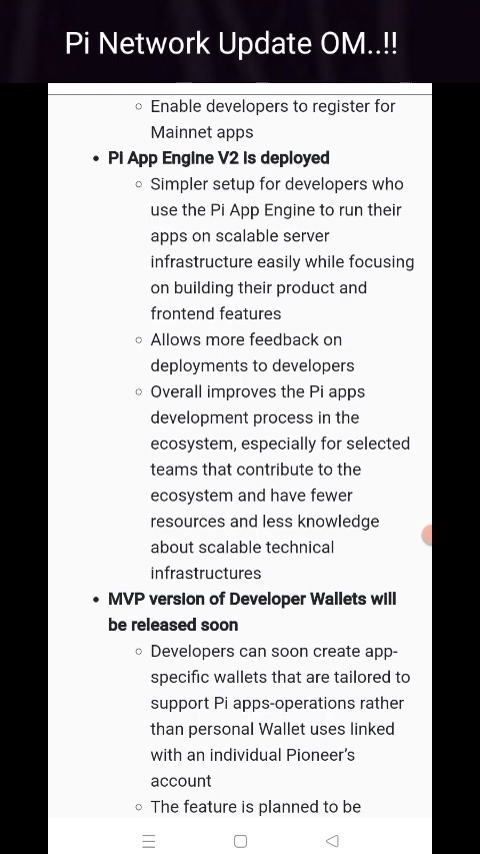 Pi Network Update OM..!!
Enable developers to register for
Mainnet apps
Pi App Engine V2 is deployed
Simpler setup for developers who
use the Pi App Engine to run their
apps on scalable server
infrastructure easily while focusing
on building their product and
frontend features
Allows more feedback on
deployments to developers
Overall improves the Pi apps
development process in the
ecosystem, especially for selected
teams that contribute to the
ecosystem and have fewer
resources and less knowledge
about scalable technical
infrastructures
MVP version of Developer Wallets will
be released soon
Developers can soon create app-
specific wallets that are tailored to
support Pi apps-operations rather
than personal Wallet uses linked
with an individual Pioneer's
account
The feature is planned to be